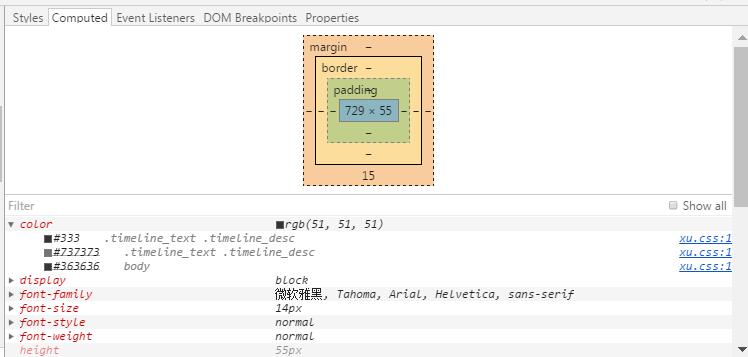 Styles Computed Event Listeners DOM Breakpoints Properties
margin –
border –
padding –
– – – 729 × 55 – – –
–
–
15
Filter Show all
color rgb(51, 51, 51)
#333 .timeline_text .timeline_desc xu.css:1
#737373 .timeline_text .timeline_desc xu.css:1
#363636 body xu.css:1
display block
font-family 微软雅黑, Tahoma, Arial, Helvetica, sans-serif
font-size 14px
font-style normal
font-weight normal
height 55px